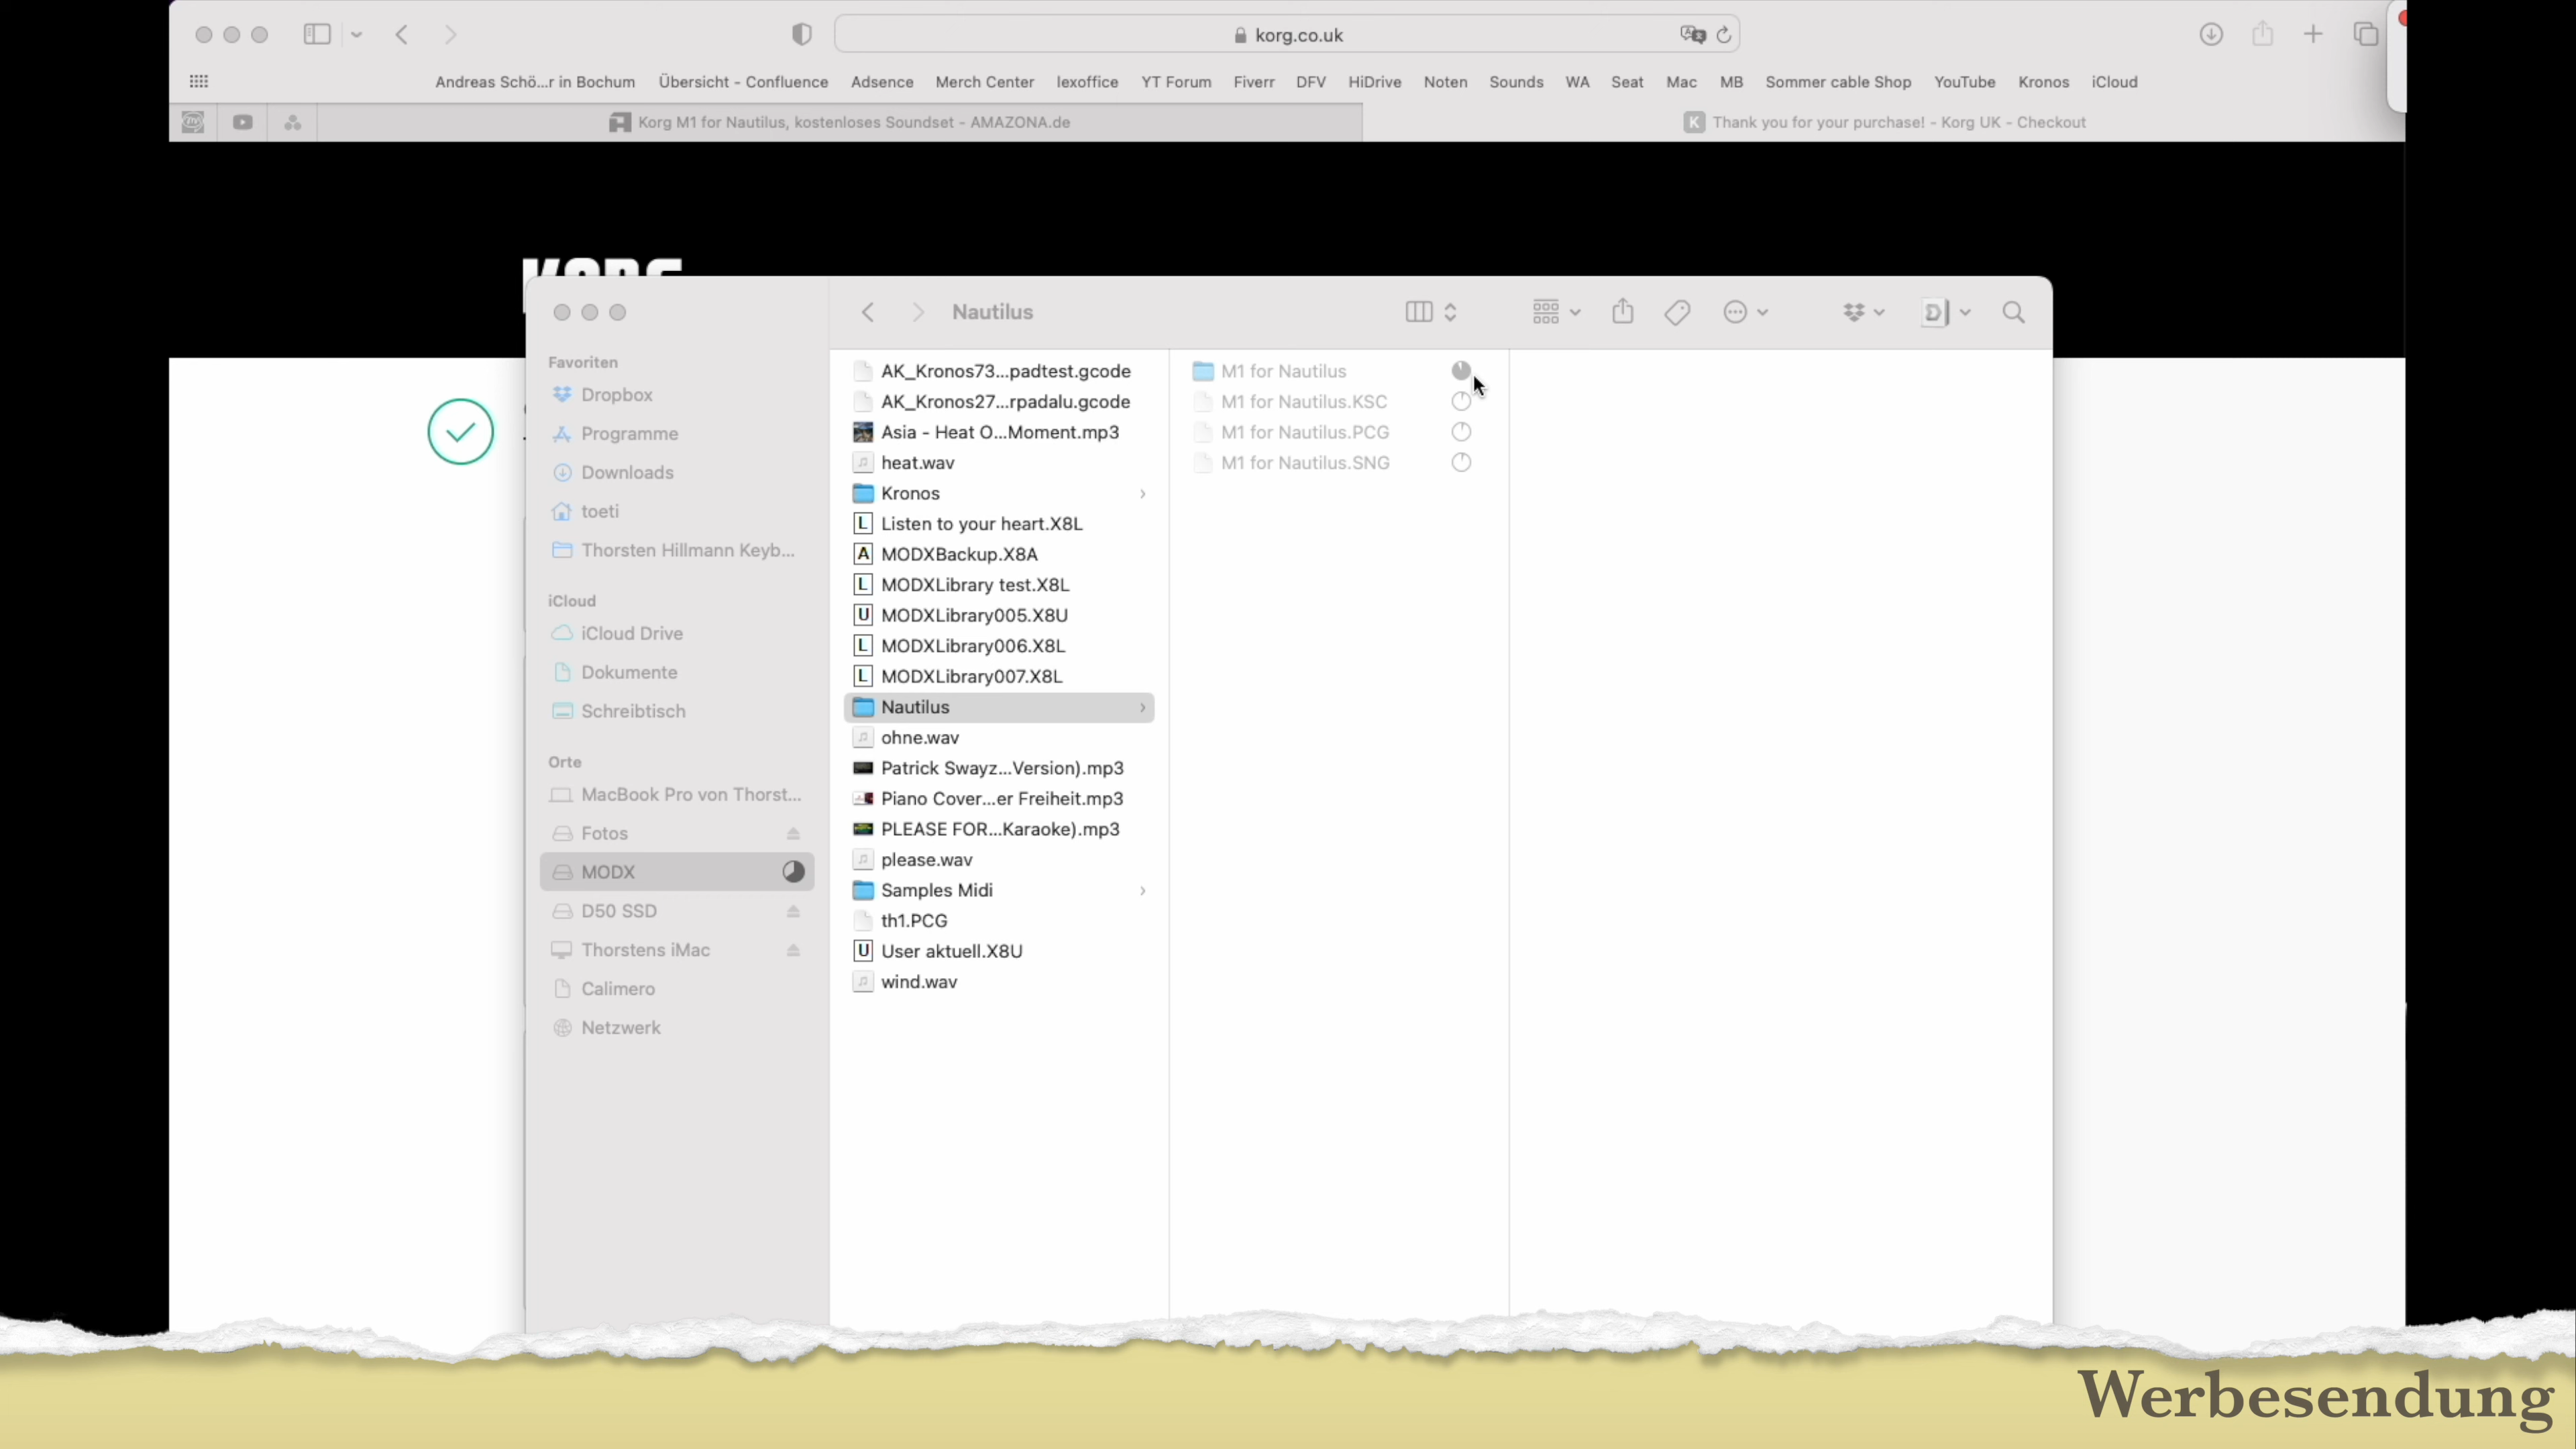 korg.co.uk
Andreas Schö...r in Bochum Übersicht - Confluence Adsence Merch Center lexoffice YT Forum Fiverr DFV HiDrive Noten Sounds WA Seat Mac MB Sommer cable Shop YouTube Kronos iCloud
Korg M1 for Nautilus, kostenloses Soundset - AMAZONA.de
K Thank you for your purchase! - Korg UK - Checkout
KORG
Nautilus
Favoriten
Dropbox
Programme
Downloads
toeti
Thorsten Hillmann Keyb...
iCloud
iCloud Drive
Dokumente
Schreibtisch
Orte
MacBook Pro von Thorst...
Fotos
MODX
D50 SSD
Thorstens iMac
Calimero
Netzwerk
AK_Kronos73...padtest.gcode
AK_Kronos27...rpadalu.gcode
Asia - Heat O...Moment.mp3
heat.wav
Kronos
L Listen to your heart.X8L
A MODXBackup.X8A
L MODXLibrary test.X8L
U MODXLibrary005.X8U
L MODXLibrary006.X8L
L MODXLibrary007.X8L
Nautilus
ohne.wav
Patrick Swayz...Version).mp3
Piano Cover...er Freiheit.mp3
PLEASE FOR...Karaoke).mp3
please.wav
Samples Midi
th1.PCG
U User aktuell.X8U
wind.wav
M1 for Nautilus
M1 for Nautilus.KSC
M1 for Nautilus.PCG
M1 for Nautilus.SNG
Werbesendung